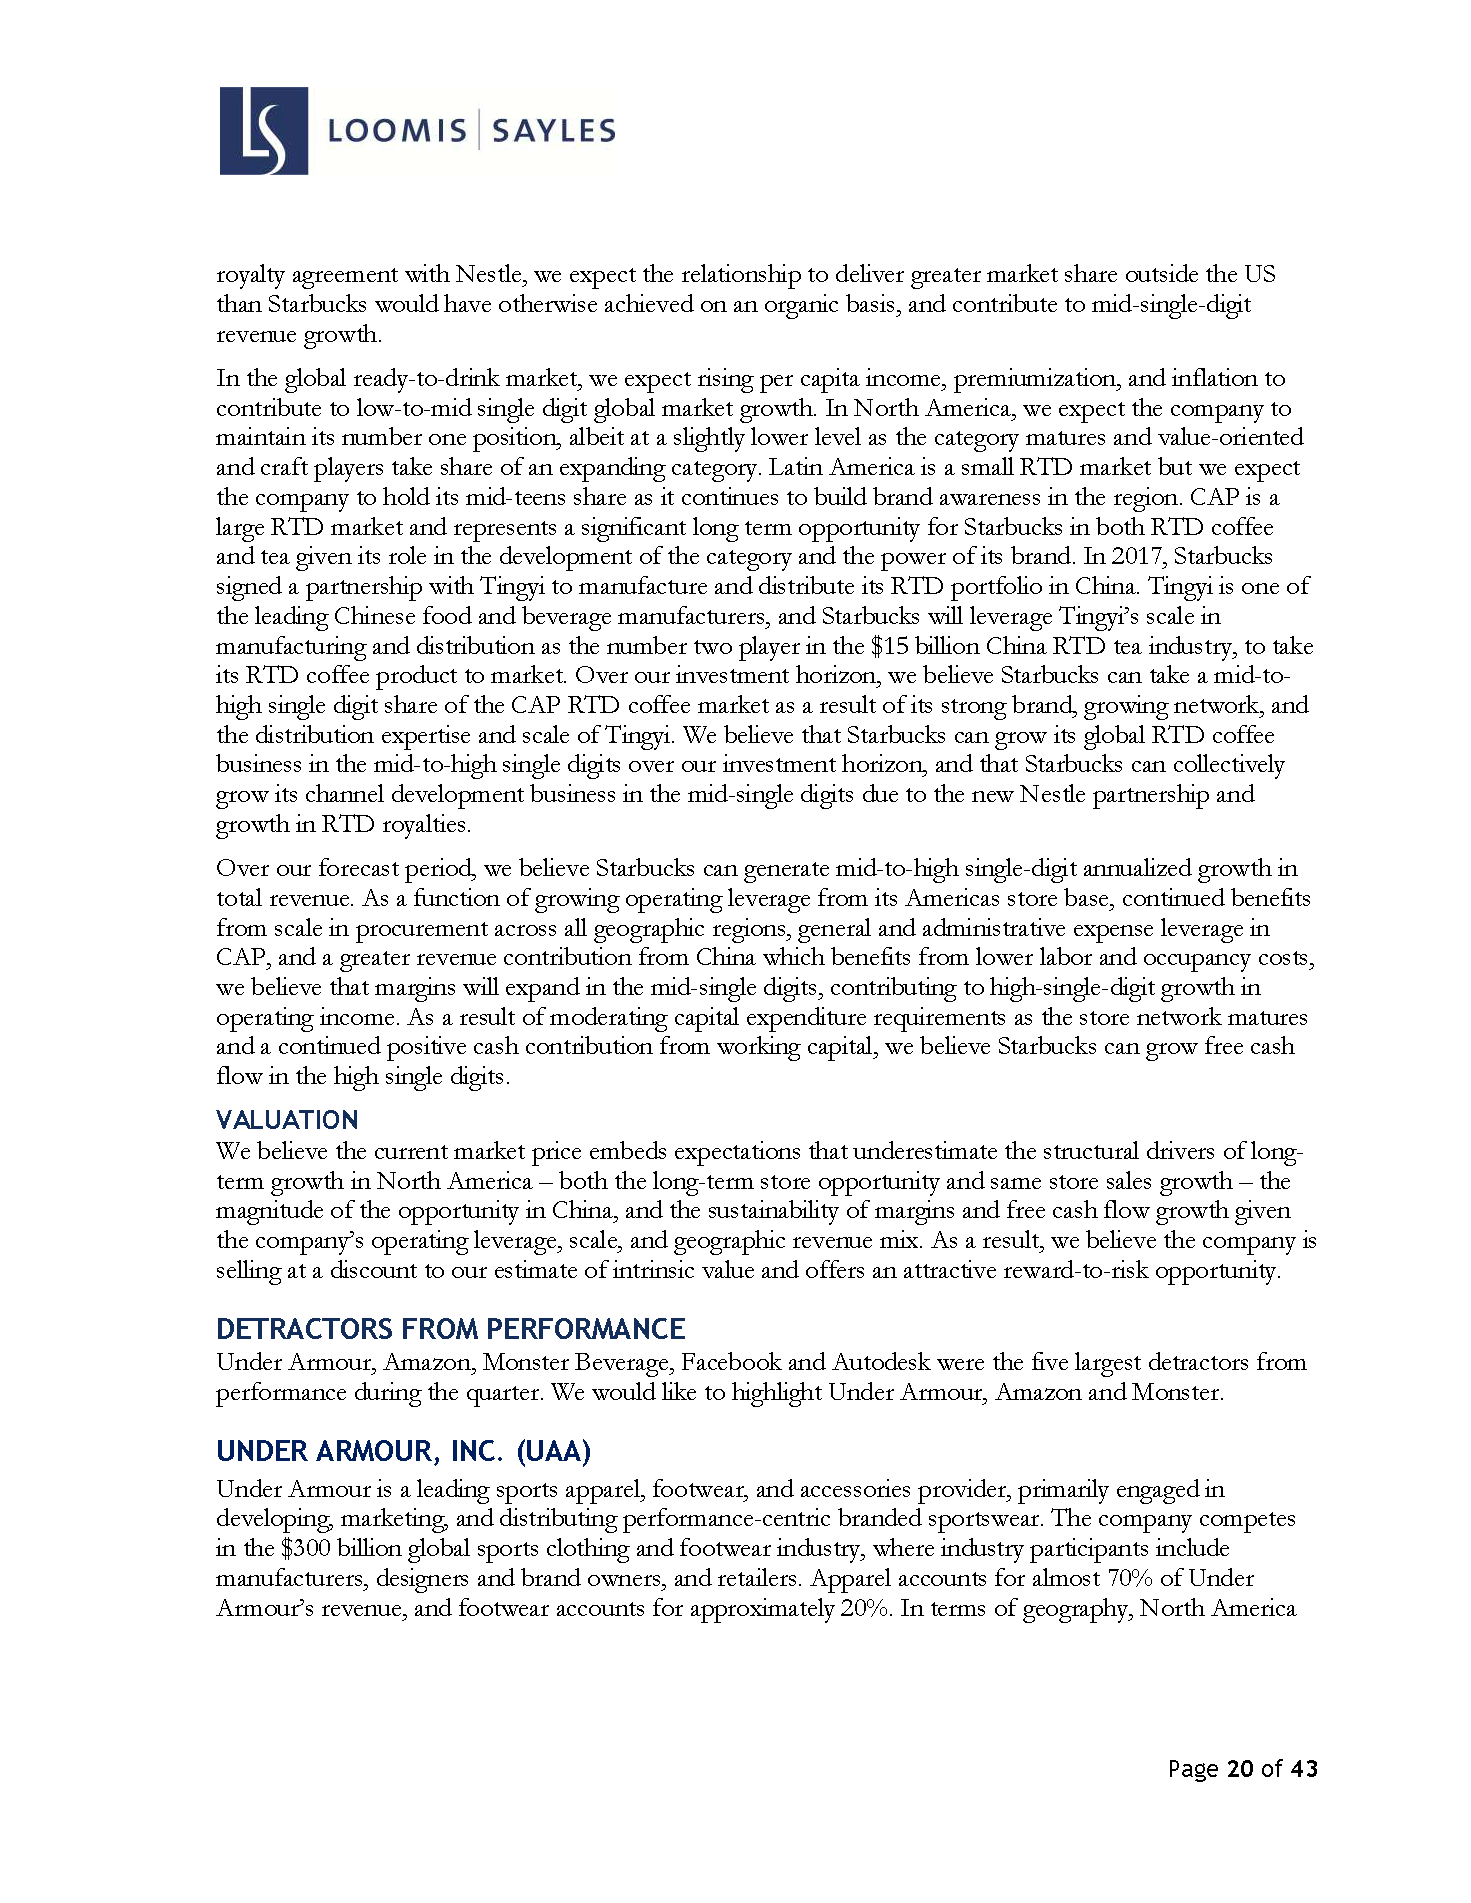 LS LOOMIS | SAYLES
royalty agreement with Nestle, we expect the relationship to deliver greater market share outside the US
than Starbucks would have otherwise achieved on an organic basis, and contribute to mid-single-digit
revenue growth.
In the global ready-to-drink market, we expect rising per capita income, premiumization, and inflation to
contribute to low-to-mid single digit global market growth. In North America, we expect the company to
maintain its number one position, albeit at a slightly lower level as the category matures and value-oriented
and craft players take share of an expanding category. Latin America is a small RTD market but we expect
the company to hold its mid-teens share as it continues to build brand awareness in the region. CAP is a
large RTD market and represents a significant long term opportunity for Starbucks in both RTD coffee
and tea given its role in the development of the category and the power of its brand. In 2017, Starbucks
signed a partnership with Tingyi to manufacture and distribute its RTD portfolio in China. Tingyi is one of
the leading Chinese food and beverage manufacturers, and Starbucks will leverage Tingyi’s scale in
manufacturing and distribution as the number two player in the $15 billion China RTD tea industry, to take
its RTD coffee product to market. Over our investment horizon, we believe Starbucks can take a mid-to-
high single digit share of the CAP RTD coffee market as a result of its strong brand, growing network, and
the distribution expertise and scale of Tingyi. We believe that Starbucks can grow its global RTD coffee
business in the mid-to-high single digits over our investment horizon, and that Starbucks can collectively
grow its channel development business in the mid-single digits due to the new Nestle partnership and
growth in RTD royalties.
Over our forecast period, we believe Starbucks can generate mid-to-high single-digit annualized growth in
total revenue. As a function of growing operating leverage from its Americas store base, continued benefits
from scale in procurement across all geographic regions, general and administrative expense leverage in
CAP, and a greater revenue contribution from China which benefits from lower labor and occupancy costs,
we believe that margins will expand in the mid-single digits, contributing to high-single-digit growth in
operating income. As a result of moderating capital expenditure requirements as the store network matures
and a continued positive cash contribution from working capital, we believe Starbucks can grow free cash
flow in the high single digits.
VALUATION
We believe the current market price embeds expectations that underestimate the structural drivers of long-
term growth in North America – both the long-term store opportunity and same store sales growth – the
magnitude of the opportunity in China, and the sustainability of margins and free cash flow growth given
the company’s operating leverage, scale, and geographic revenue mix. As a result, we believe the company is
selling at a discount to our estimate of intrinsic value and offers an attractive reward-to-risk opportunity.
DETRACTORS FROM PERFORMANCE
Under Armour, Amazon, Monster Beverage, Facebook and Autodesk were the five largest detractors from
performance during the quarter. We would like to highlight Under Armour, Amazon and Monster.
UNDER ARMOUR, INC. (UAA)
Under Armour is a leading sports apparel, footwear, and accessories provider, primarily engaged in
developing, marketing, and distributing performance-centric branded sportswear. The company competes
in the $300 billion global sports clothing and footwear industry, where industry participants include
manufacturers, designers and brand owners, and retailers. Apparel accounts for almost 70% of Under
Armour’s revenue, and footwear accounts for approximately 20%. In terms of geography, North America
Page 20 of 43